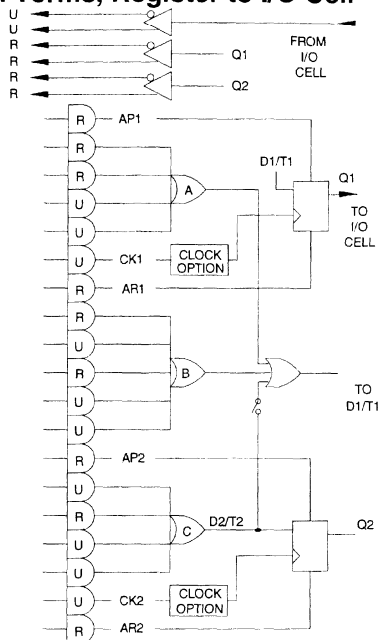 Terms, Register to I/O Cell
U
U
R
R
R
R
FROM
I/O
CELL
Q1
Q2
R AP1
R
R
U
U
A
D1/T1
Q1
TO
I/O
CELL
U CK1 CLOCK
OPTION
R AR1
R
U
R
U
U
B
TO
D1/T1
R AP2
U
R
U
U
C
D2/T2
Q2
U CK2 CLOCK
OPTION
R AR2